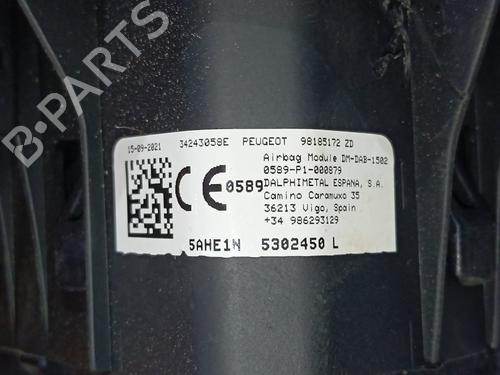 B-PARTS
15-09-2021 34243058E PEUGEOT 98185172 ZD
Airbag Module DM-DAB-1502
0589-P1-000879
CE 0589 DALPHIMETAL ESPANA, S.A.
Camino Caramuxo 35
36213 Vigo, Spain
+34 986293129
5AHE1N 5302450 L